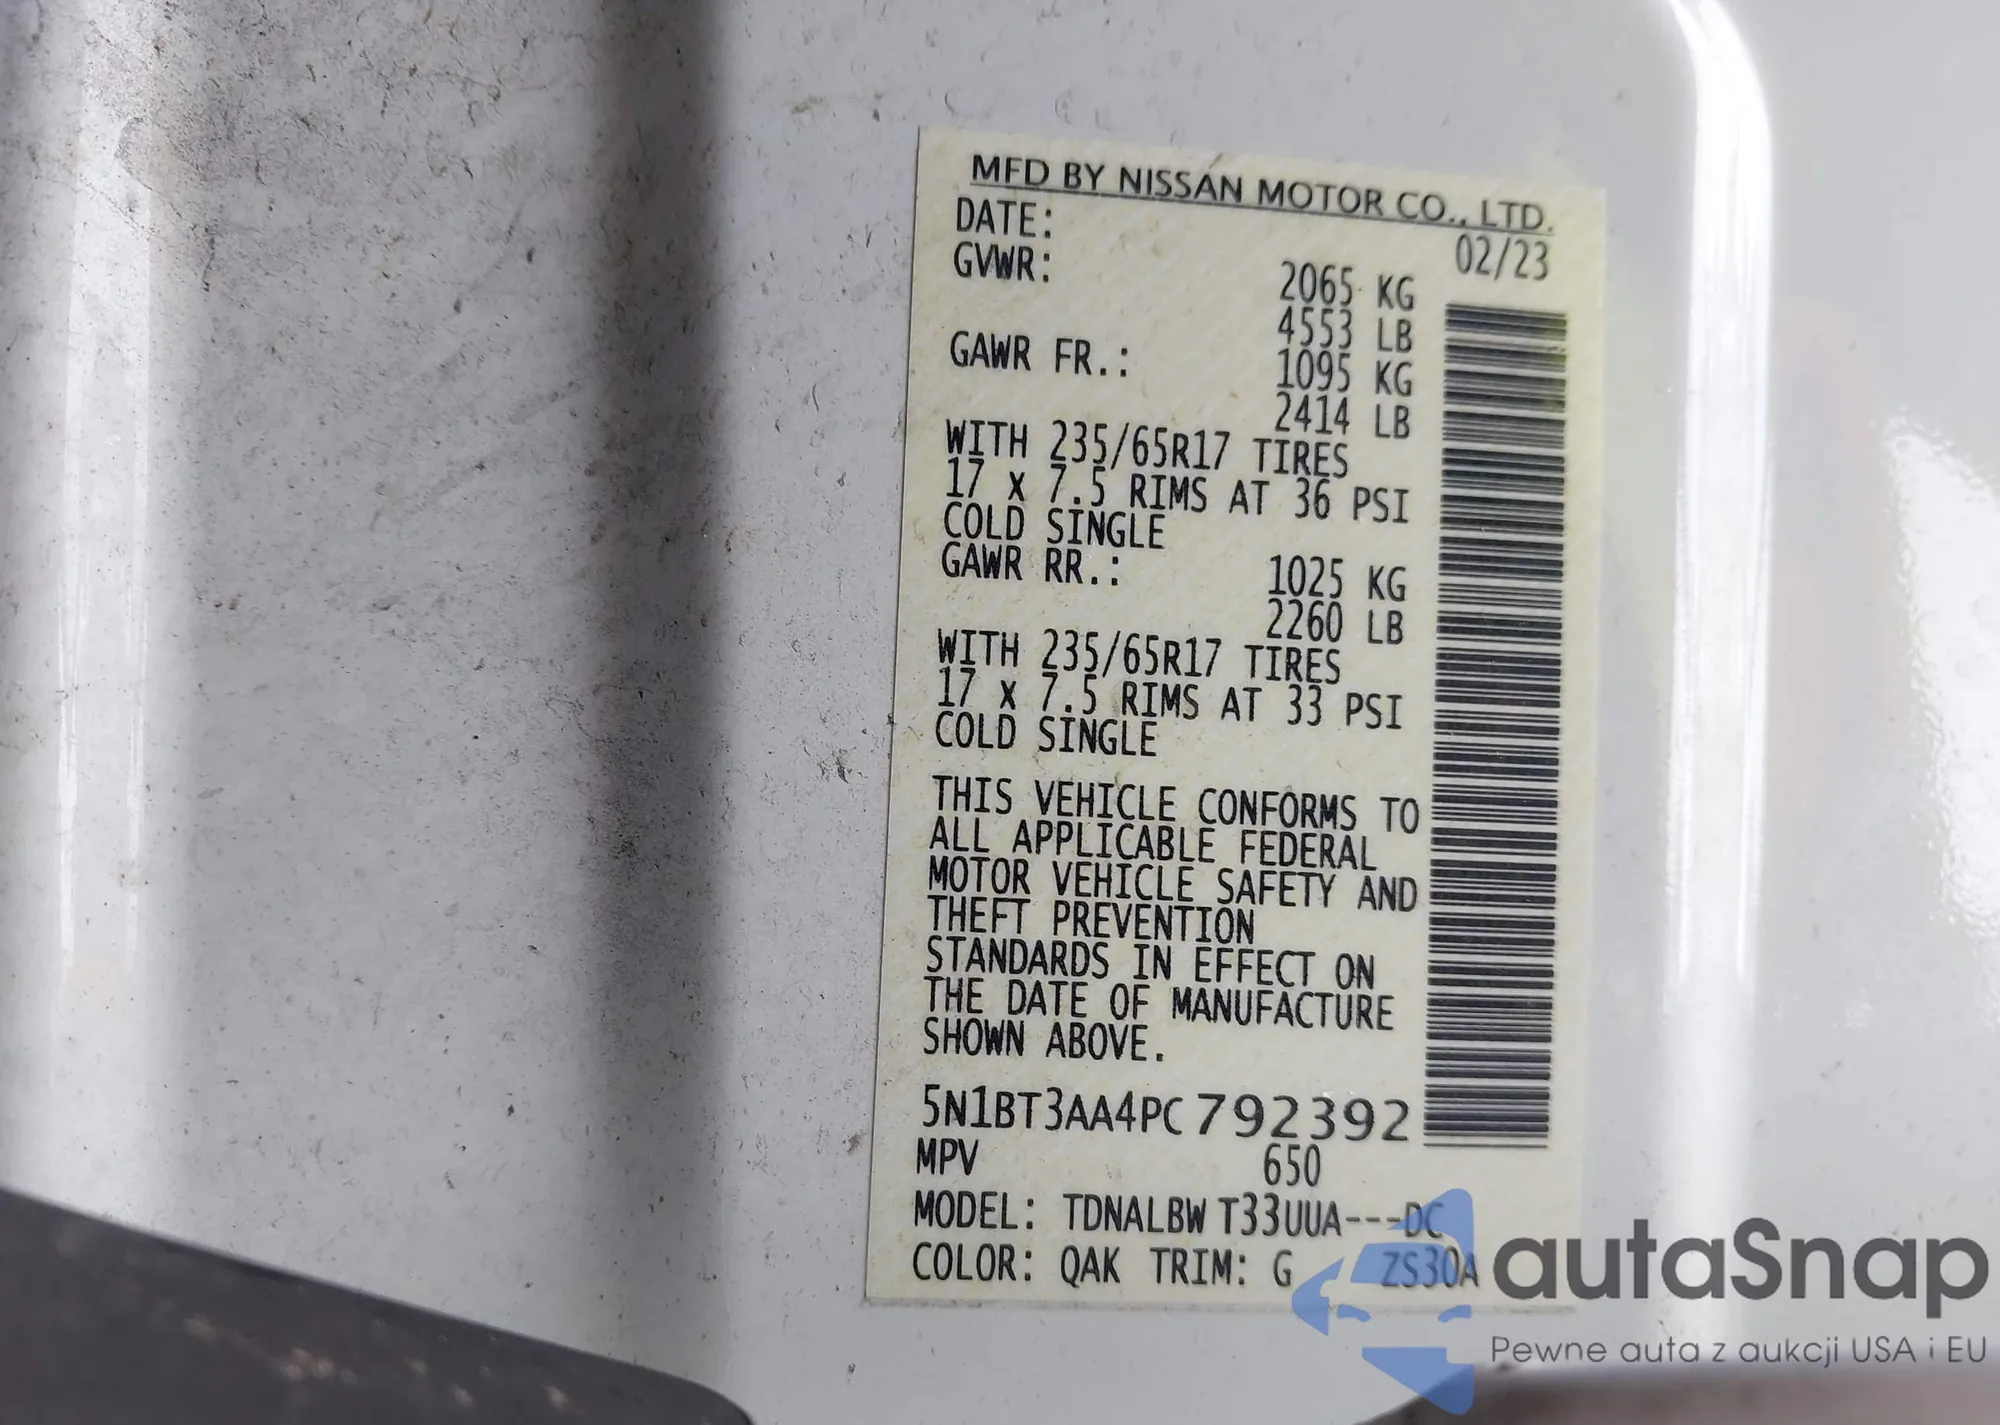 MFD BY NISSAN MOTOR CO., LTD.
DATE: 02/23
GVWR: 2065 KG
4553 LB
GAWR FR.: 1095 KG
2414 LB
WITH 235/65R17 TIRES
17 x 7.5 RIMS AT 36 PSI
COLD SINGLE
GAWR RR.: 1025 KG
2260 LB
WITH 235/65R17 TIRES
17 x 7.5 RIMS AT 33 PSI
COLD SINGLE
THIS VEHICLE CONFORMS TO
ALL APPLICABLE FEDERAL
MOTOR VEHICLE SAFETY AND
THEFT PREVENTION
STANDARDS IN EFFECT ON
THE DATE OF MANUFACTURE
SHOWN ABOVE.
5N1BT3AA4PC792392
MPV 650
MODEL: TDNALBW T33UUA---DC
COLOR: QAK TRIM: G ZS30A
autaSnap
Pewne auta z aukcji USA i EU